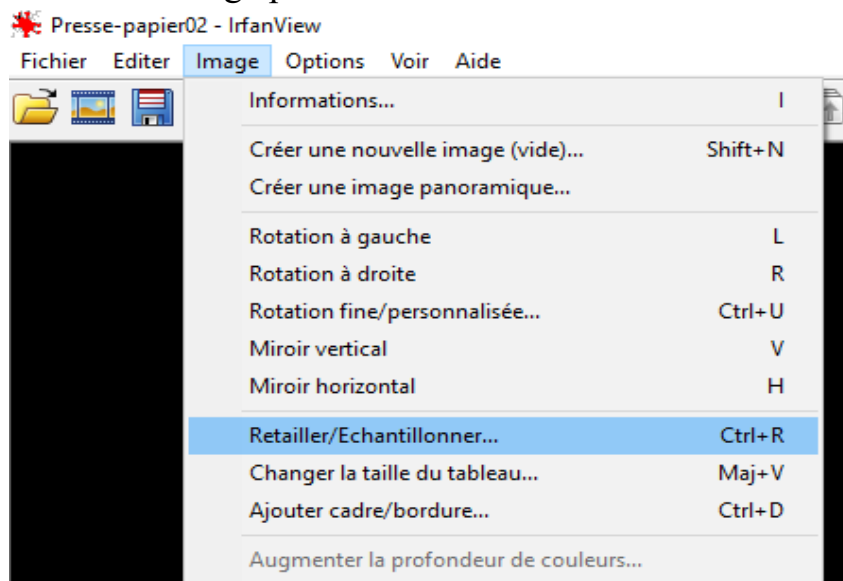 Presse-papier02 - IrfanView
Fichier Editer Image Options Voir Aide
Informations... I
Créer une nouvelle image (vide)... Shift+N
Créer une image panoramique...
Rotation à gauche L
Rotation à droite R
Rotation fine/personnalisée... Ctrl+U
Miroir vertical V
Miroir horizontal H
Retailler/Echantillonner... Ctrl+R
Changer la taille du tableau... Maj+V
Ajouter cadre/bordure... Ctrl+D
Augmenter la profondeur de couleurs...